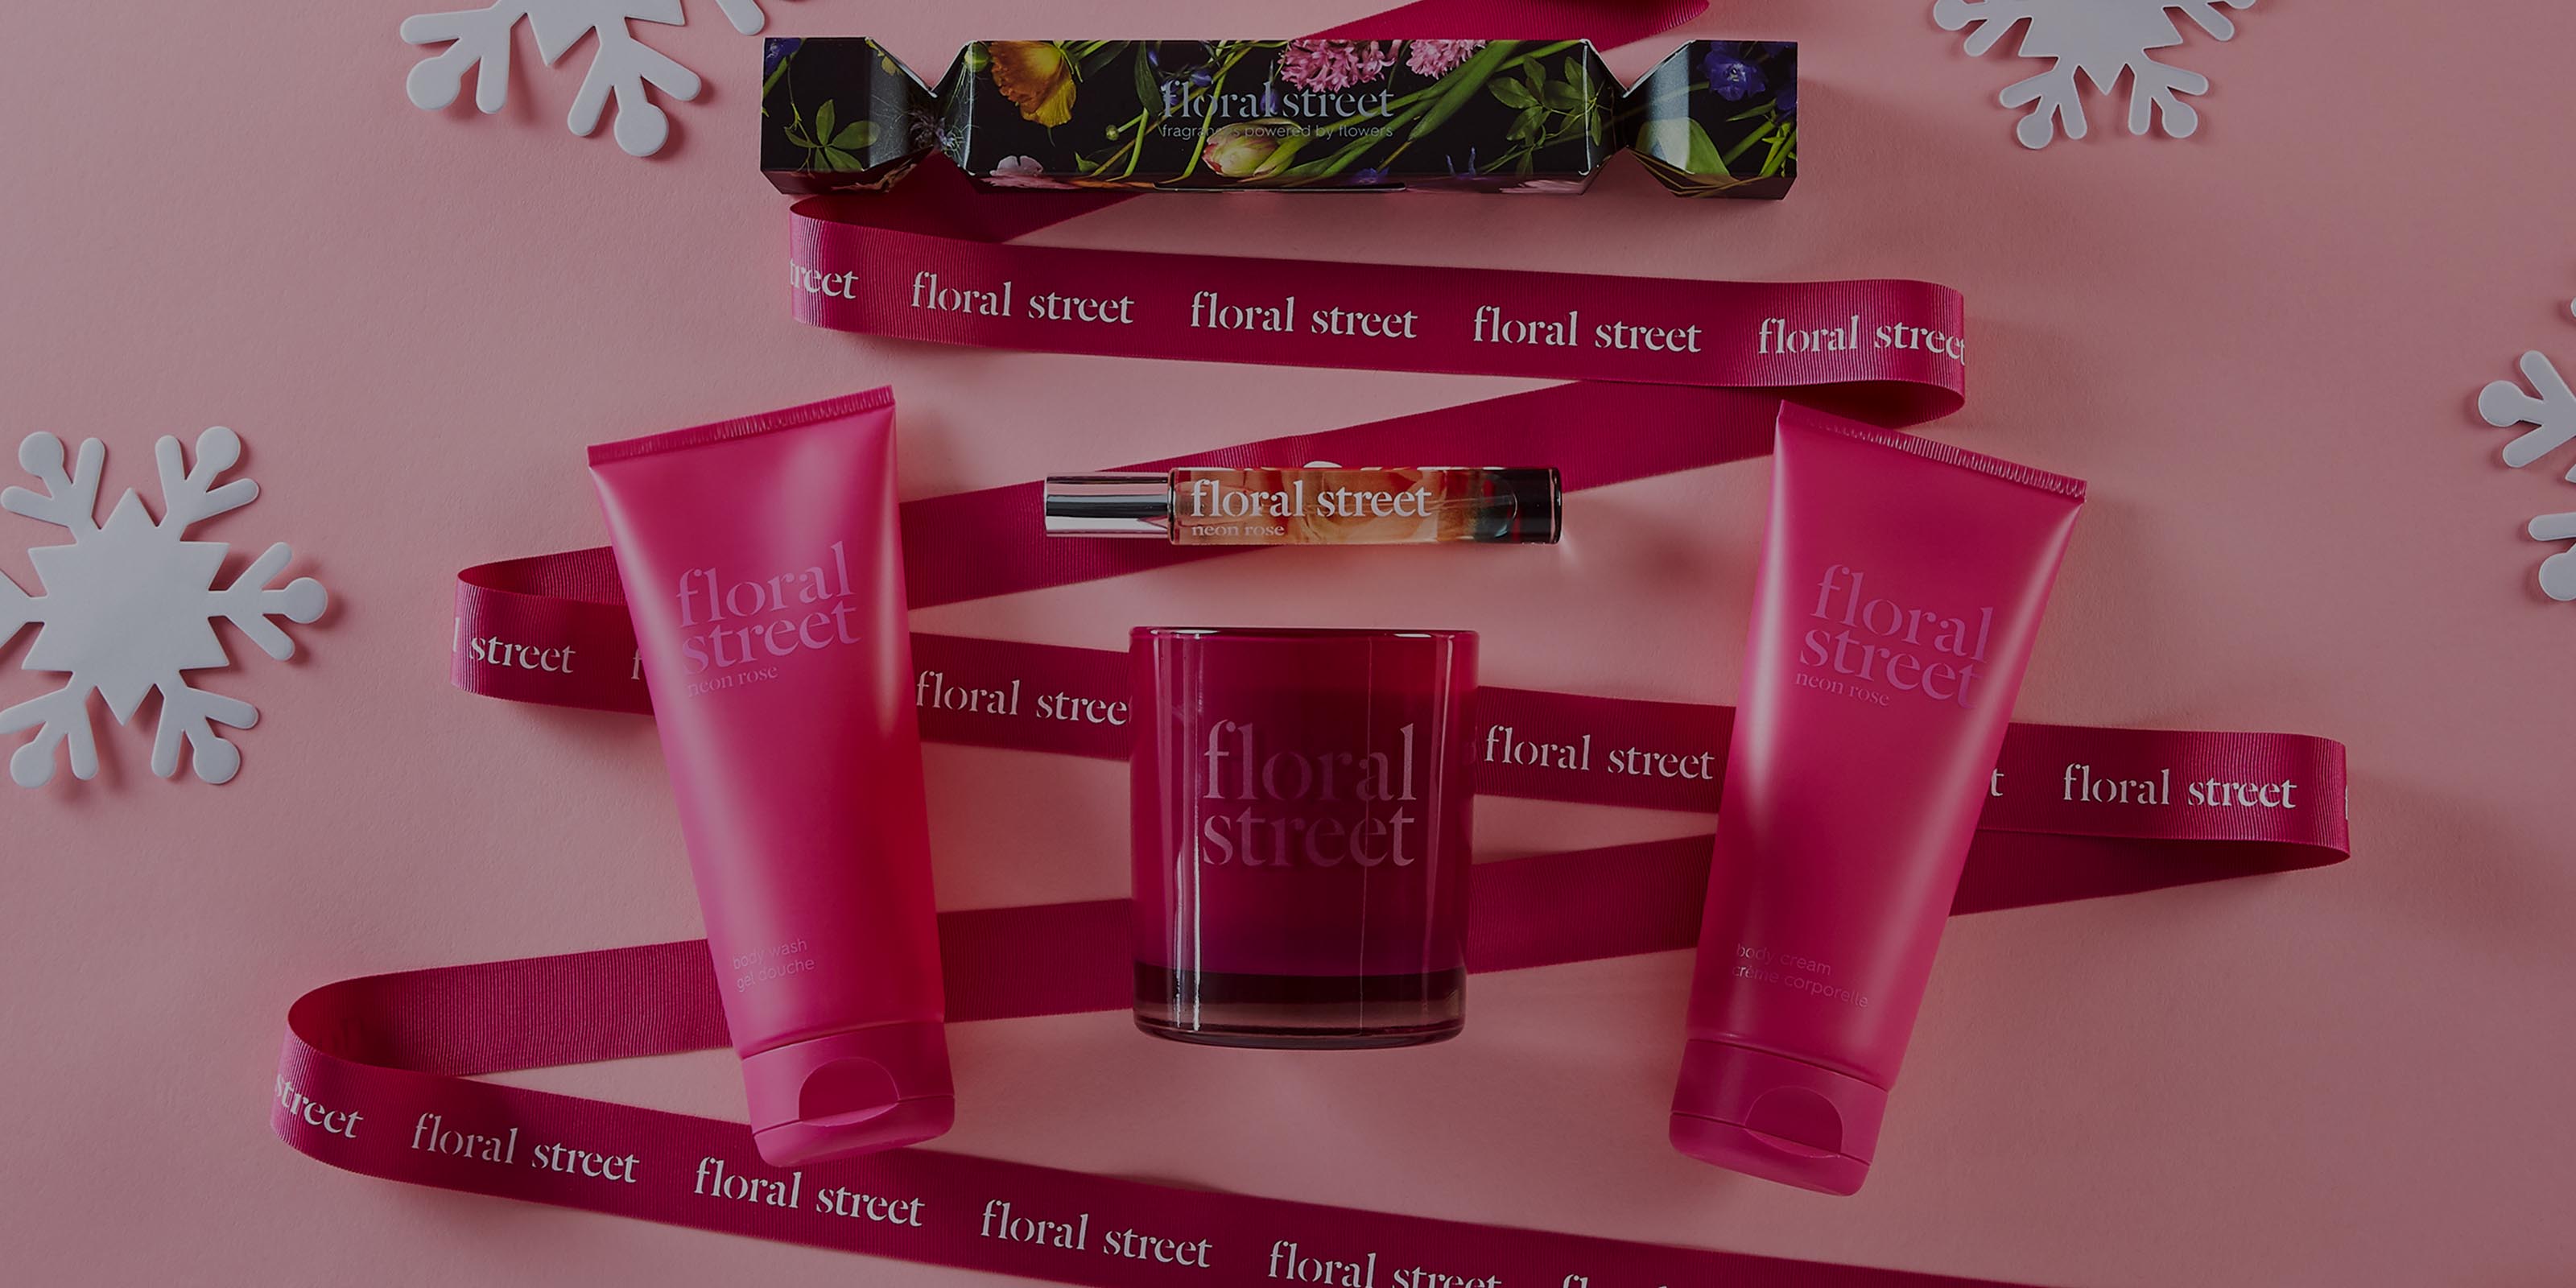 floral street
fragrances powered by flowers
treet floral street floral street floral street floral street
floral street
neon rose
floral
street
neon rose
body wash
gel douche
floral
street
neon rose
body cream
crème corporelle
l street f floral stree floral street t floral street
floral
street
street floral street floral street floral street floral street fl